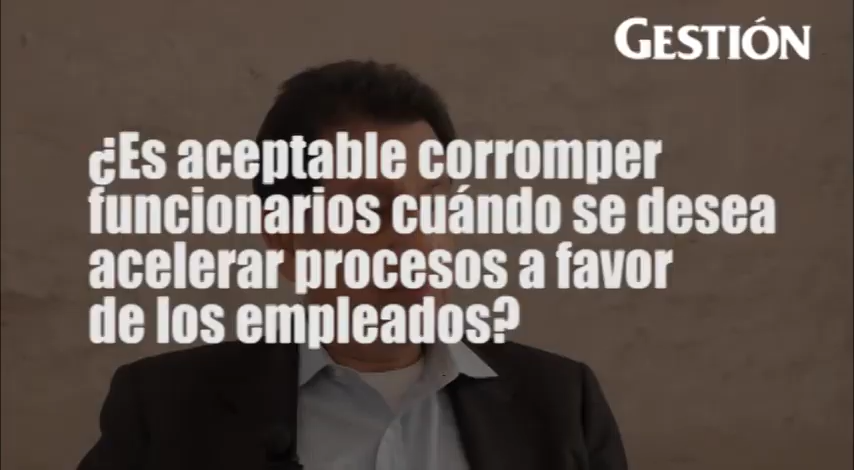 GESTIÓN
¿Es aceptable corromper
funcionarios cuándo se desea
acelerar procesos a favor
de los empleados?